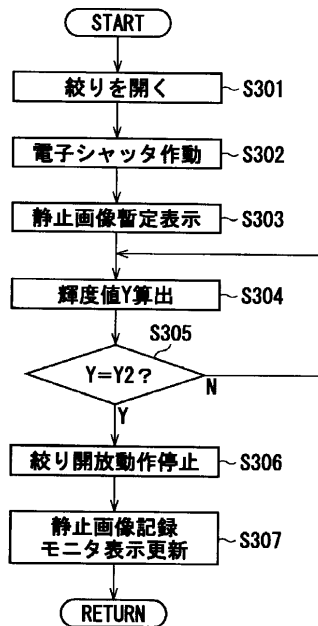 START
絞りを開く
S301
電子シャッタ作動
S302
静止画像暫定表示
S303
輝度値Y算出
S304
S305
Y=Y2?
N
Y
絞り開放動作停止
S306
静止画像記録
モニタ表示更新
S307
RETURN